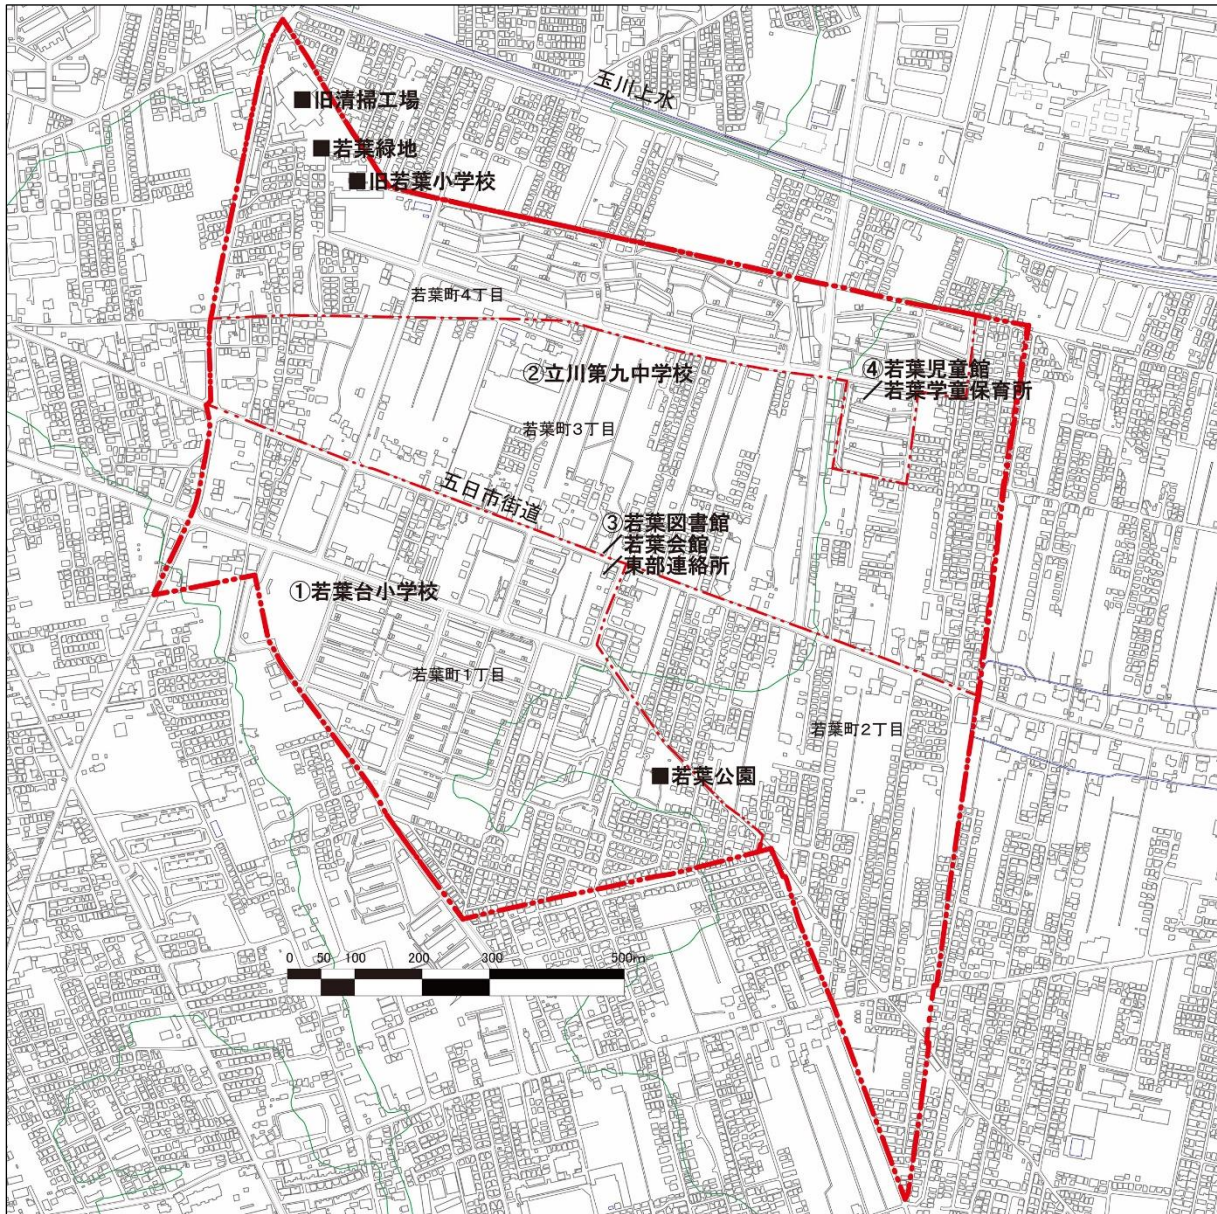 玉川上水
■旧清掃工場
■若葉緑地
■旧若葉小学校
若葉町4丁目
②立川第九中学校
④若葉児童館
／若葉学童保育所
若葉町3丁目
五日市街道
③若葉図書館
／若葉会館
／東部連絡所
①若葉台小学校
若葉町1丁目
若葉町2丁目
■若葉公園
0 50 100 200 300 500m